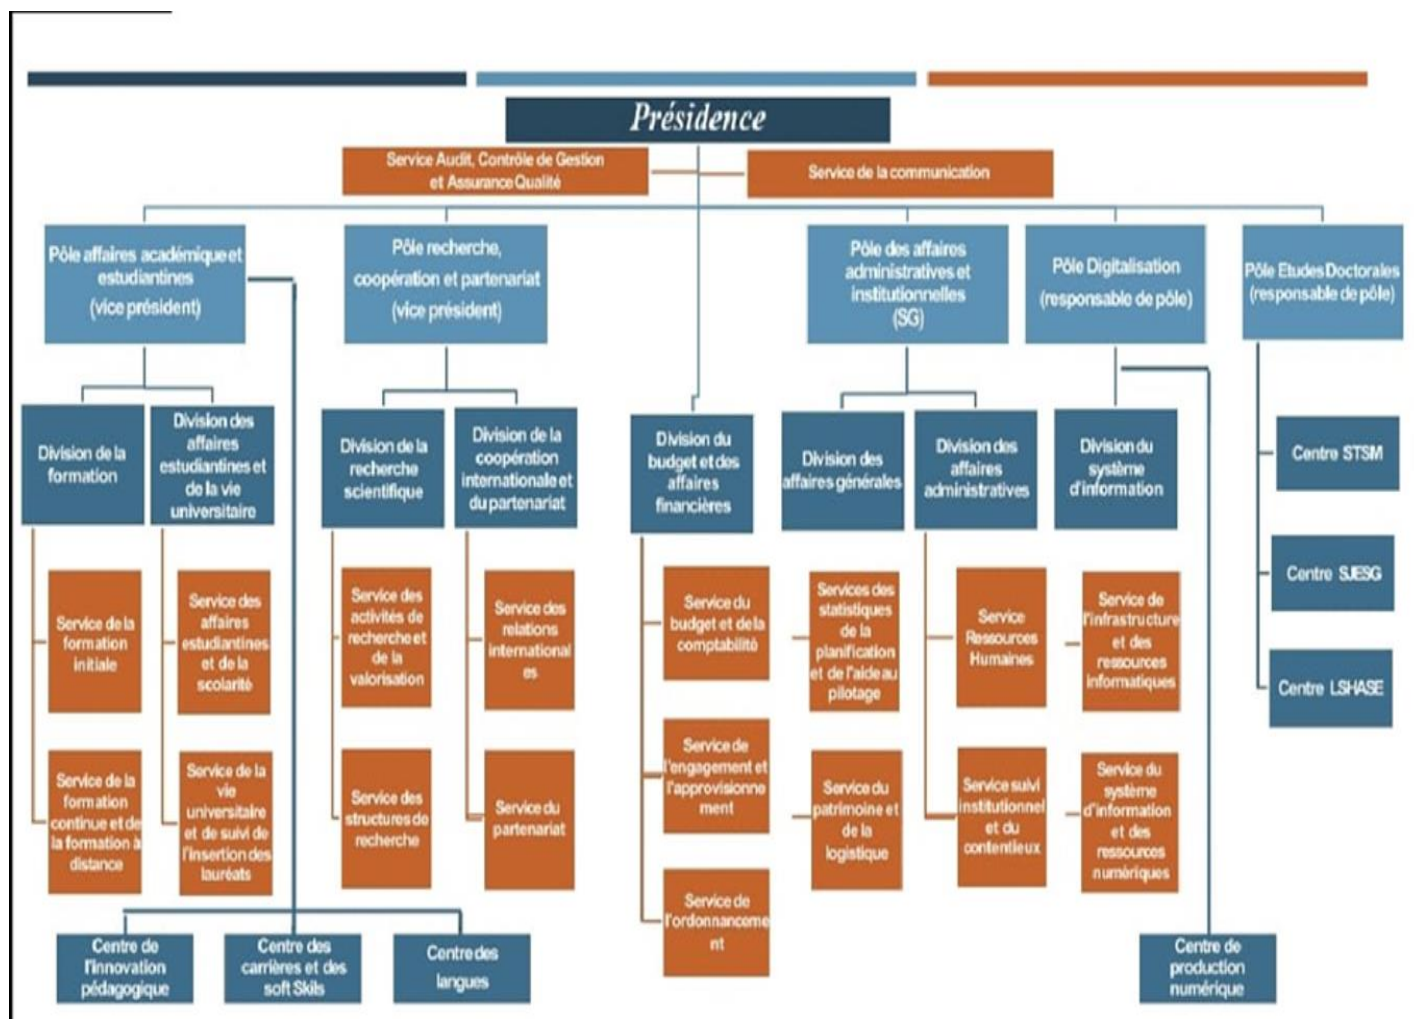 Présidence
Service Audit, Contrôle de Gestion
et Assurance Qualité
Service de la communication
Pôle affaires académique et
estudiantines
(vice président)
Pôle recherche,
coopération et partenariat
(vice président)
Pôle des affaires
administratives et
institutionnelles
(SG)
Pôle Digitalisation
(responsable de pôle)
Pôle Etudes Doctorales
(responsable de pôle)
Division de la
formation
Division des
affaires
estudiantines et
de la vie
universitaire
Division de la
recherche
scientifique
Division de la
coopération
internationale et
du partenariat
Division du
budget et des
affaires
financières
Division des
affaires générales
Division des
affaires
administratives
Division du
système
d'information
Centre STSM
Centre SJESG
Centre LSHASE
Service de la
formation
initiale
Service des
affaires
estudiantines
et de la
scolarité
Service des
activités de
recherche et
de la
valorisation
Service des
relations
international
es
Service du
budget et de la
comptabilité
Services des
statistiques
de la
planification
et de l'aide au
pilotage
Service
Ressources
Humaines
Service de
l'infrastructure
et des
ressources
informatiques
Service de la
formation
continue et de
la formation à
distance
Service de la
vie
universitaire
et de suivi de
l'insertion des
lauréats
Service des
structures de
recherche
Service du
partenariat
Service de
l'engagement et
l'approvisionne
ment
Service du
patrimoine et
de la
logistique
Service suivi
institutionnel
et du
contentieux
Service du
système
d'information
et des
ressources
numériques
Service de
l'ordonnanceme
nt
Centre de
l'innovation
pédagogique
Centre des
carrières et des
soft Skils
Centre des
langues
Centre de
production
numérique